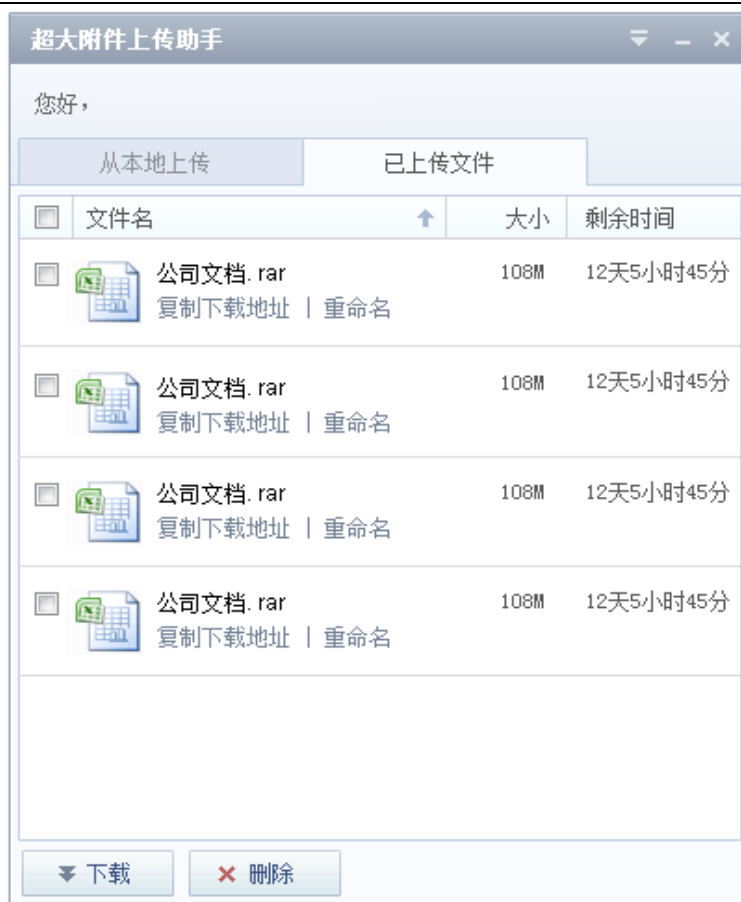 超大附件上传助手
您好，
从本地上传 已上传文件
文件名 大小 剩余时间
公司文档.rar 108M 12天5小时45分
复制下载地址 | 重命名
公司文档.rar 108M 12天5小时45分
复制下载地址 | 重命名
公司文档.rar 108M 12天5小时45分
复制下载地址 | 重命名
公司文档.rar 108M 12天5小时45分
复制下载地址 | 重命名
下载 删除